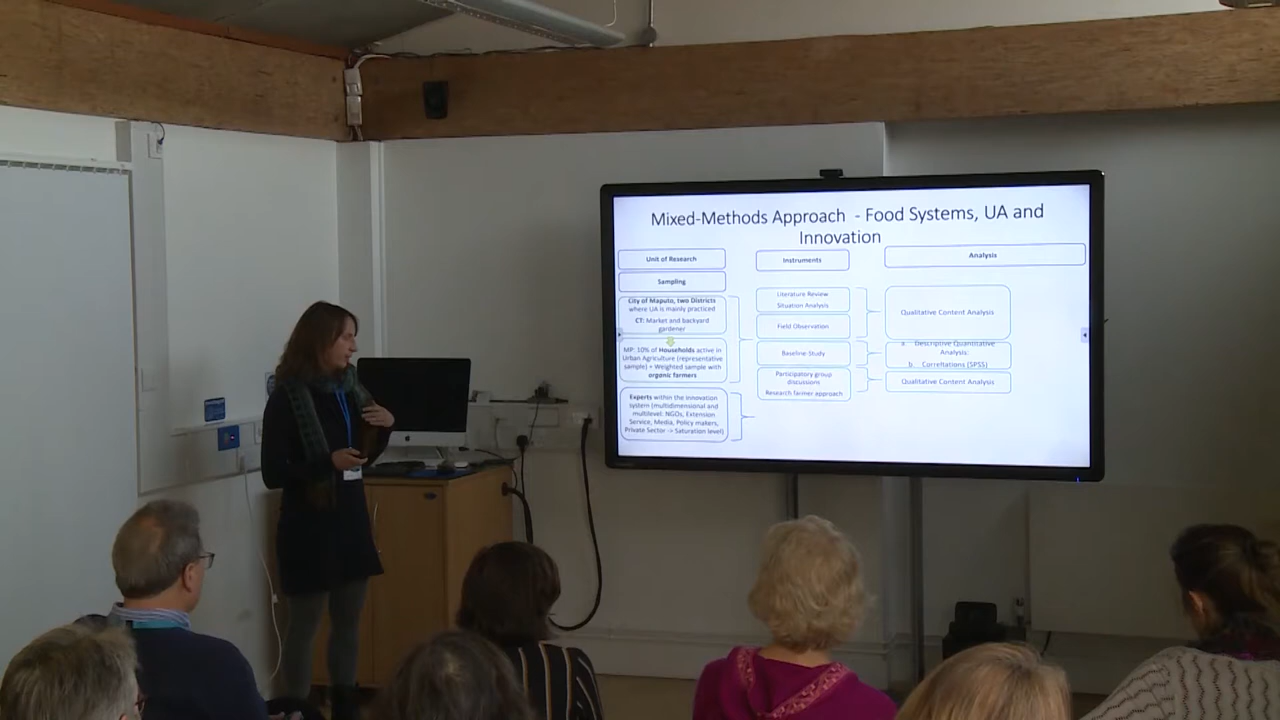 Mixed-Methods Approach - Food Systems, UA and
Innovation
Unit of Research
Sampling
City of Maputo, two Districts
where UA is mainly practiced
CT: Market and backyard
gardener
MP: 10% of Households active in
Urban Agriculture (representative
sample) + Weighted sample with
organic farmers
Experts within the innovation
system (multidimensional and
multilevel: NGOs, Extension
Service, Media, Policy makers,
Private Sector -> Saturation level)
Instruments
Literature Review
Situation Analysis
Field Observation
Baseline-Study
Participatory group
discussions
Research farmer approach
Analysis
Qualitative Content Analysis
a. Descriptive Quantitative
Analysis:
b. Correltations (SPSS)
Qualitative Content Analysis